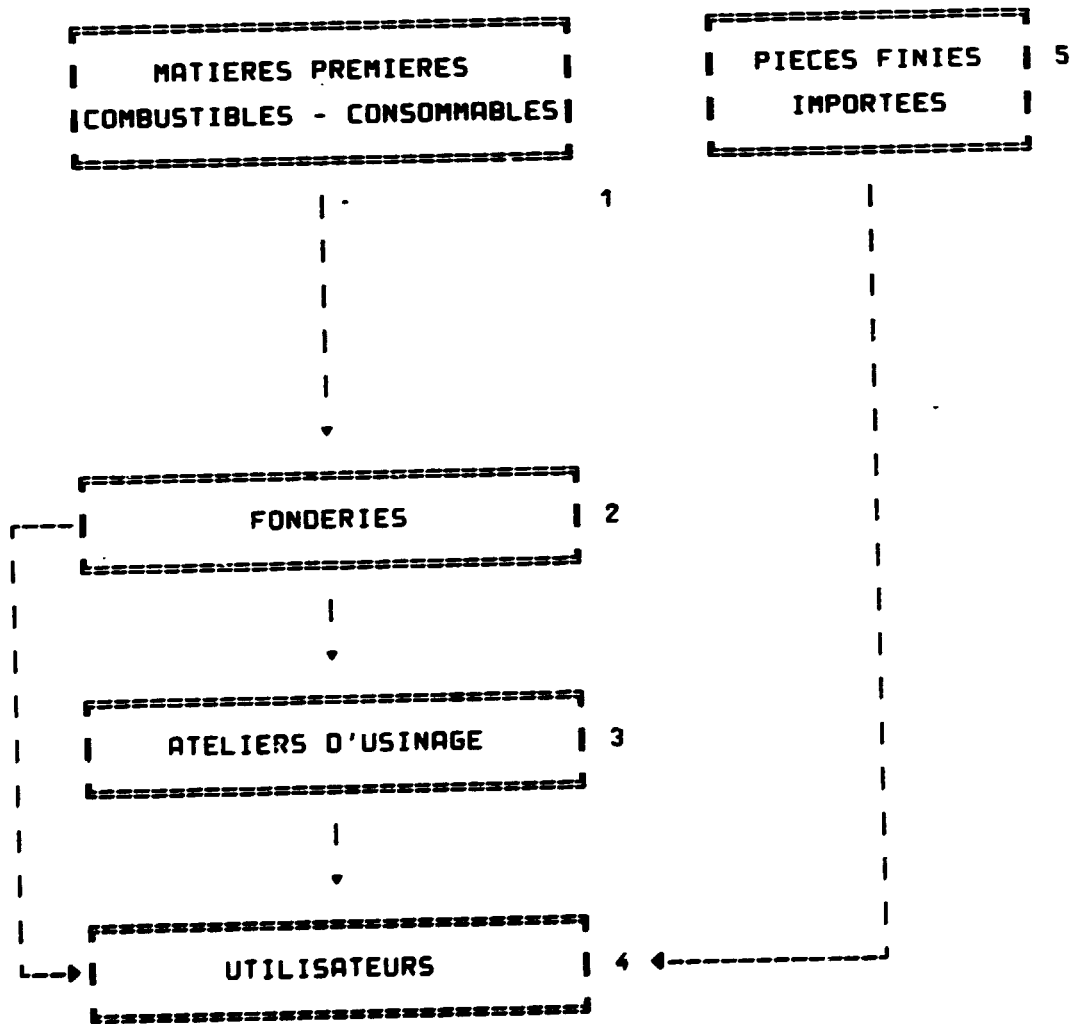 MATIERES PREMIERES
COMBUSTIBLES - CONSOMMABLES
1
PIECES FINIES
IMPORTEES
5
FONDERIES
2
ATELIERS D'USINAGE
3
UTILISATEURS
4